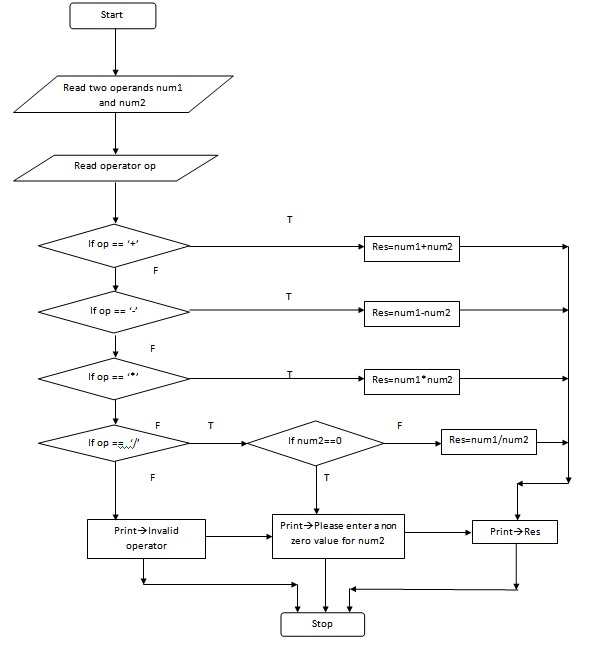 Start
Read two operands num1
and num2
Read operator op
T
If op == ‘+’
Res=num1+num2
F
T
If op == ‘-’
Res=num1-num2
F
T
If op == ‘*’
Res=num1*num2
F
T
F
If op == ‘/’
If num2==0
Res=num1/num2
F
T
Print→Invalid
operator
Print→Please enter a non
zero value for num2
Print→Res
Stop